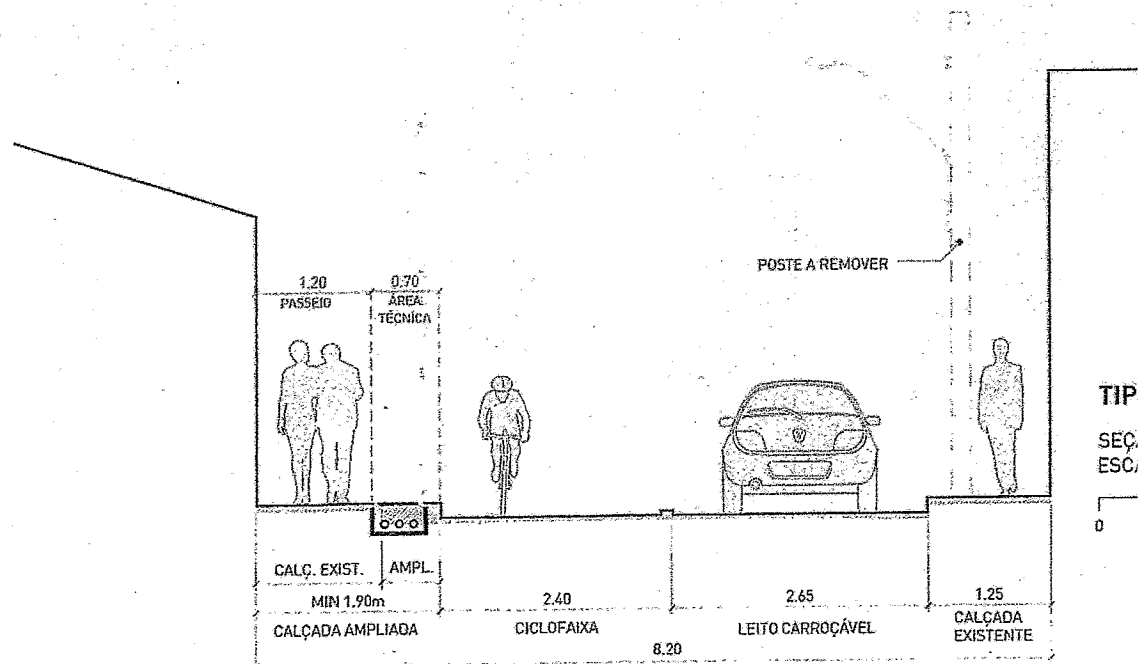 POSTE A REMOVER
1.20
0.70
PASSEIO
ÁREA
TÉCNICA
TIP
SEÇ
ESC
0
CALÇ. EXIST.
AMPL.
MIN 1.90m
2.40
2.65
1.25
CALÇADA AMPLIADA
CICLOFAIXA
LEITO CARROÇÁVEL
CALÇADA
EXISTENTE
8.20